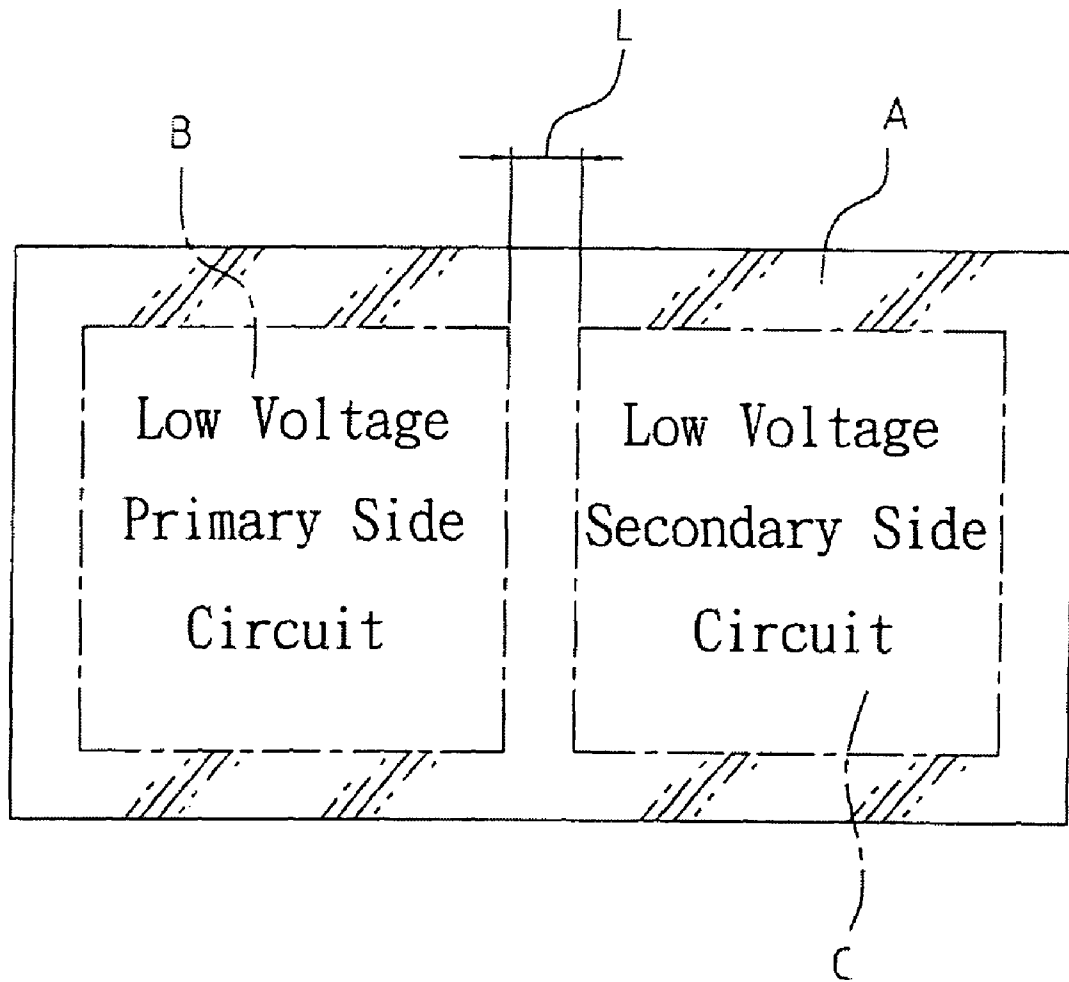 L
B
A
Low Voltage
Primary Side
Circuit
Low Voltage
Secondary Side
Circuit
C